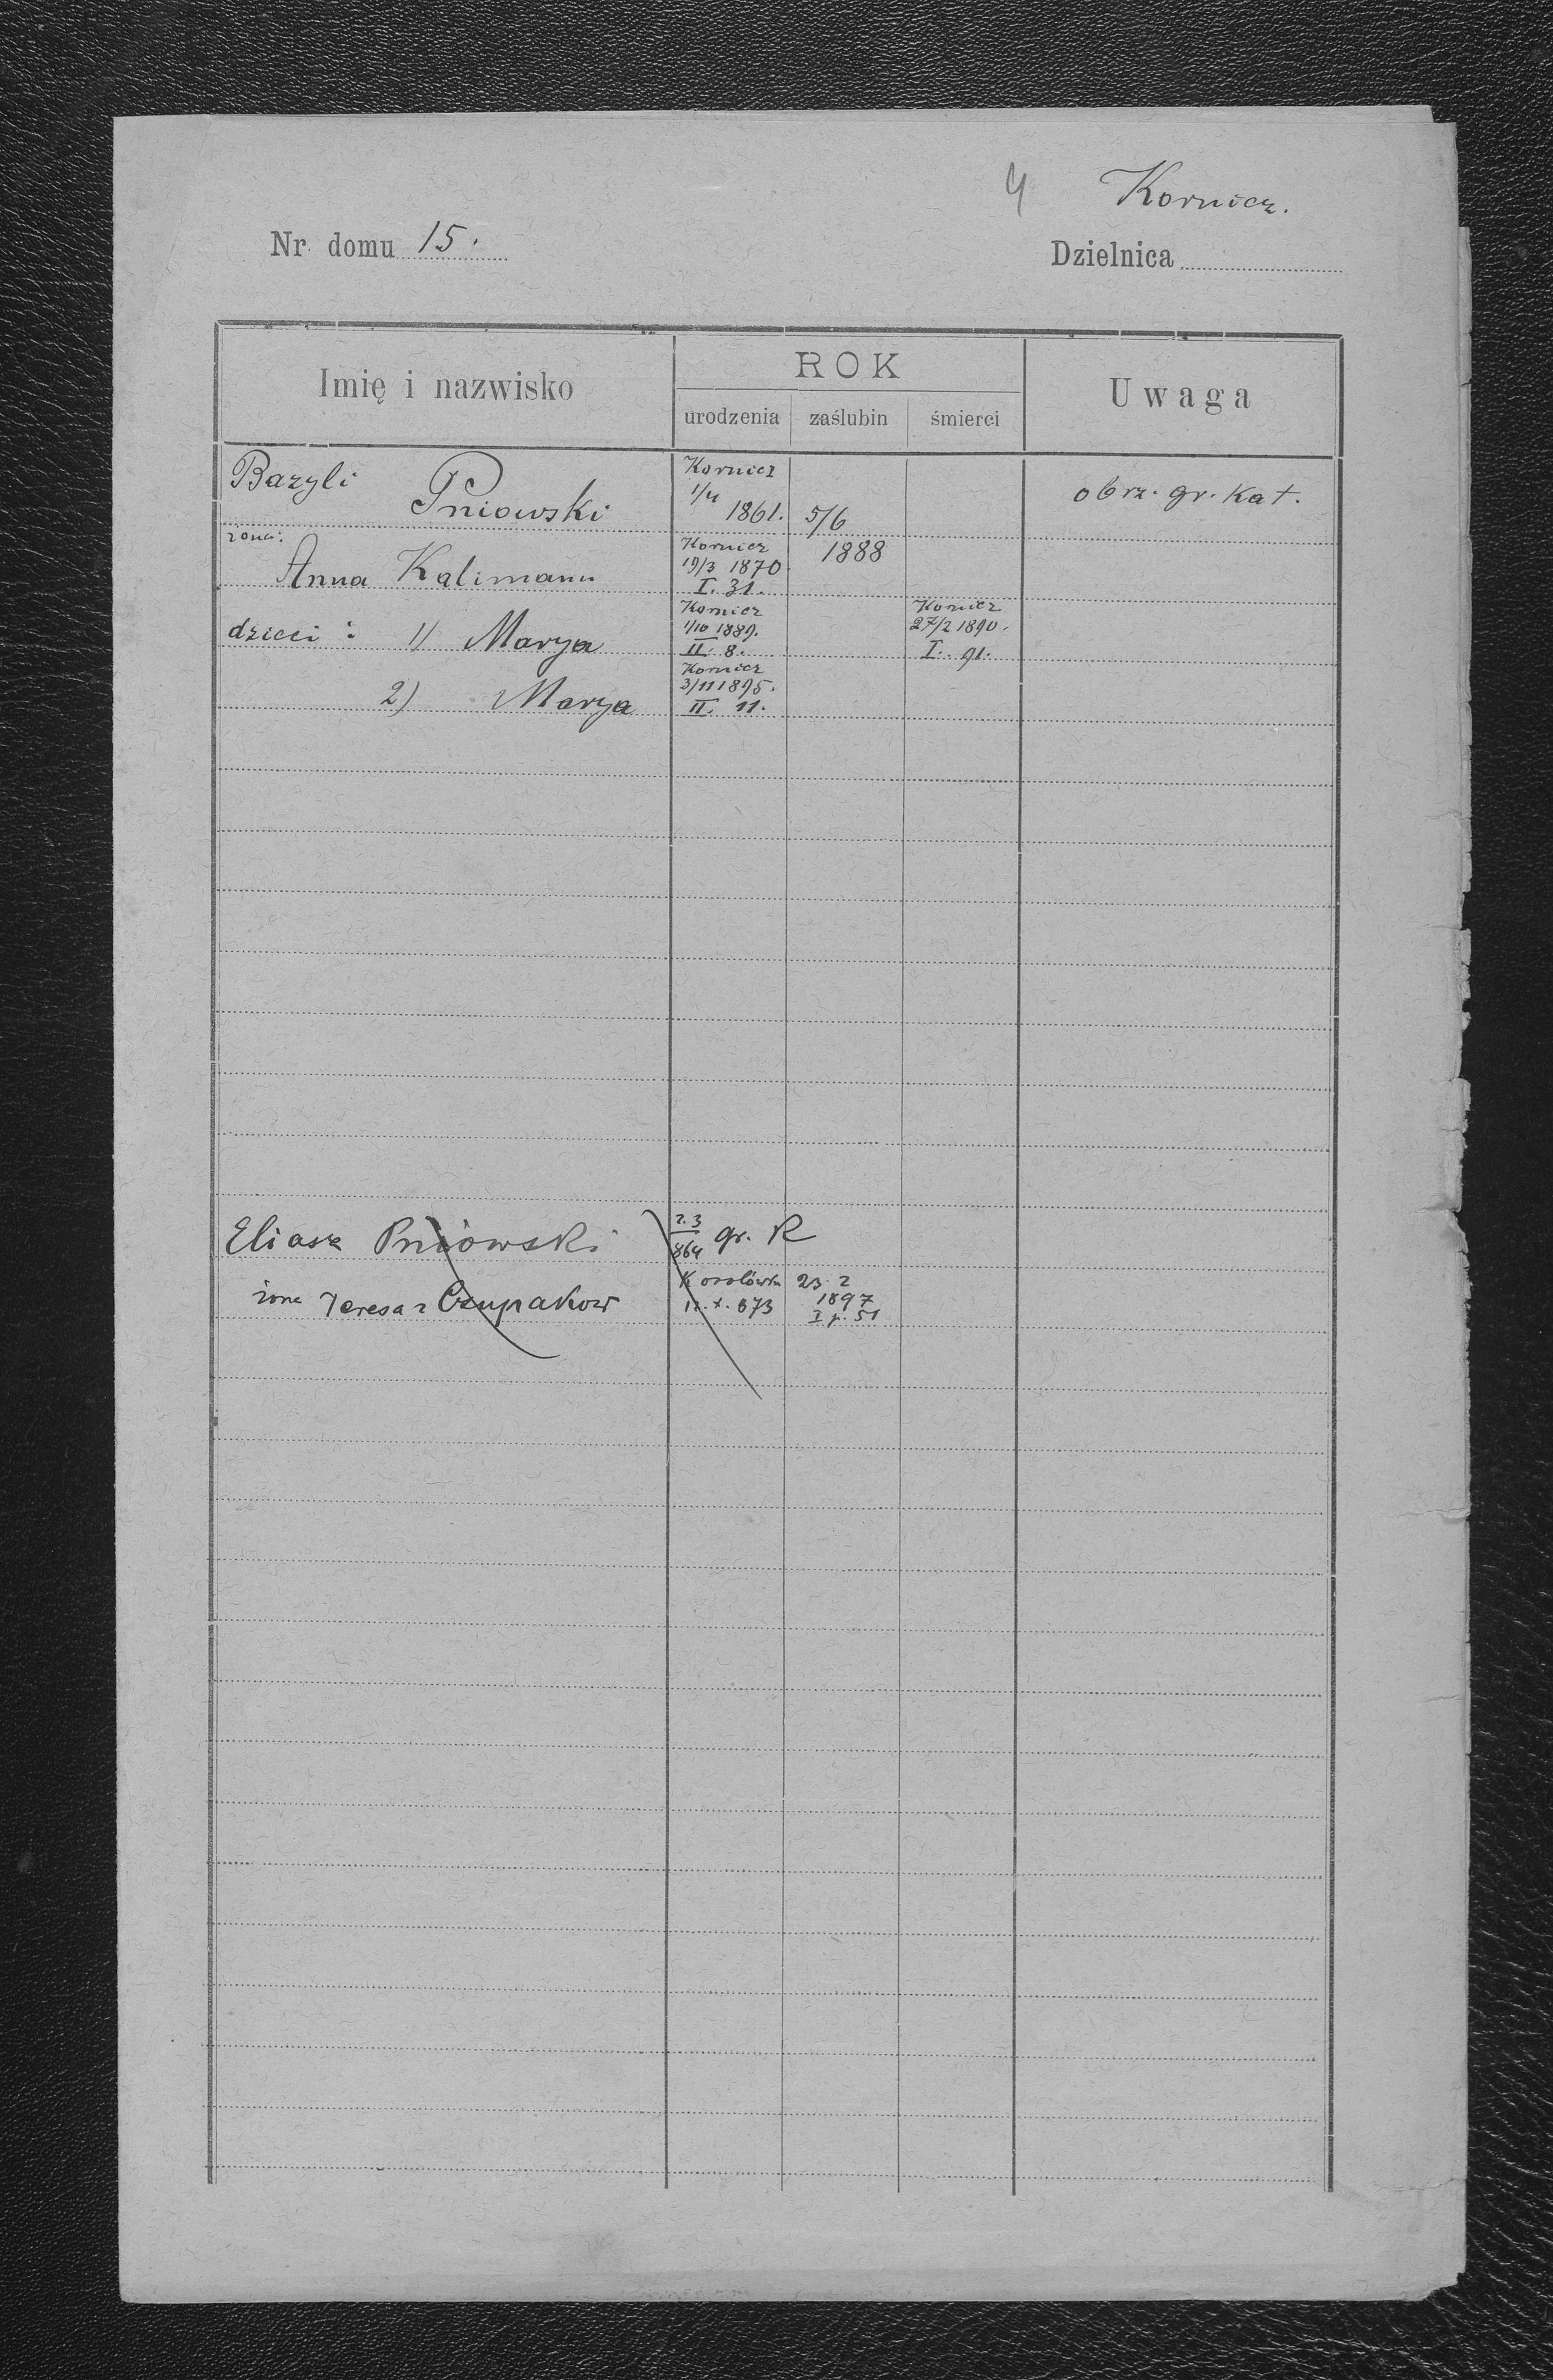 4 Kornicz.
Nr domu 15.
Dzielnica
Imię i nazwisko
ROK
urodzenia zaślubin śmierci
Uwaga
Bazyli Pniowski
Kornicz
1/4
1861.
5/6
1888
obrz. gr. kat.
żona:
Anna Kalimann
Kornicz
19/3 1870.
I. 31.
dzieci: 1) Marya
Kornicz
1/10 1889.
II. 8.
Kornicz
27/2 1890.
I. 91.
2) Marya
Kornicz
3/11 1895.
II. 11.
Eliasz Pniowski
2.3
864
gr. R
żona Teresa z Czupakow
Korolówka
873
23. 2
1897
I p. 51